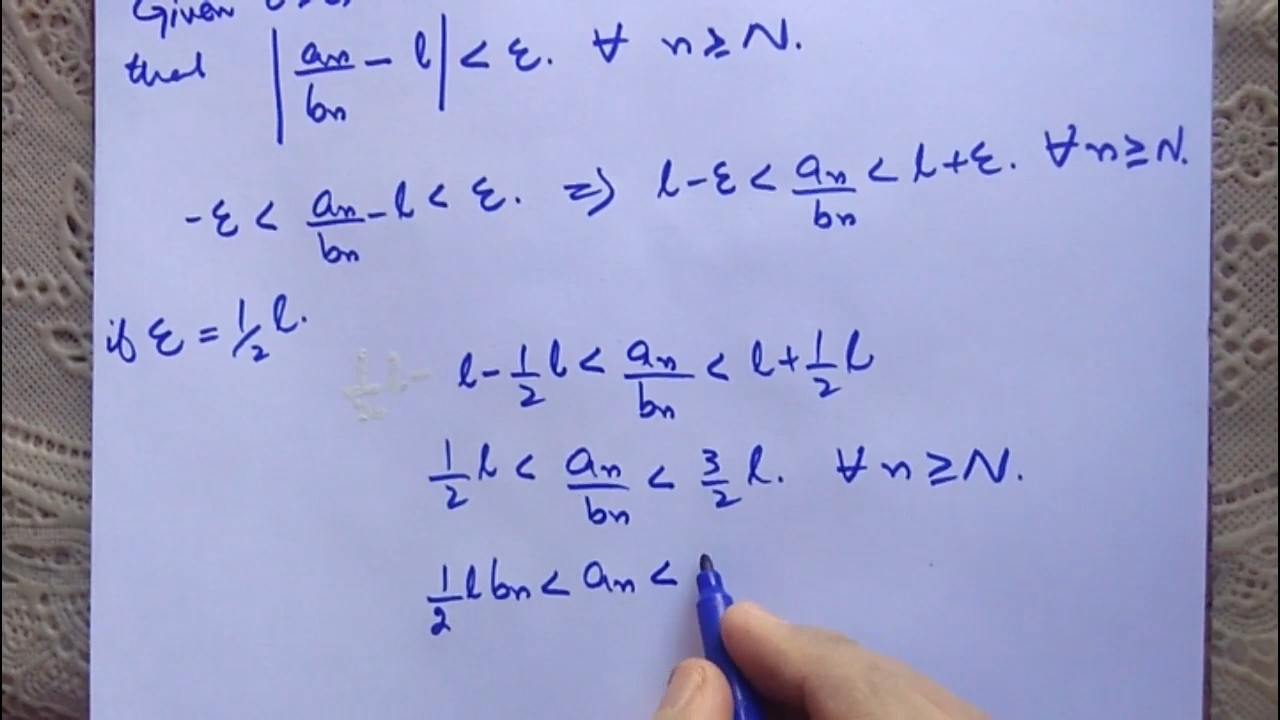 Given
that | an/bn - l | < ε. ∀ n ≥ N.
-ε < an/bn - l < ε. ⇒ l - ε < an/bn < l + ε. ∀ n ≥ N.
if ε = 1/2 l.
l - 1/2 l < an/bn < l + 1/2 l
1/2 l < an/bn < 3/2 l. ∀ n ≥ N.
1/2 l bn < an <